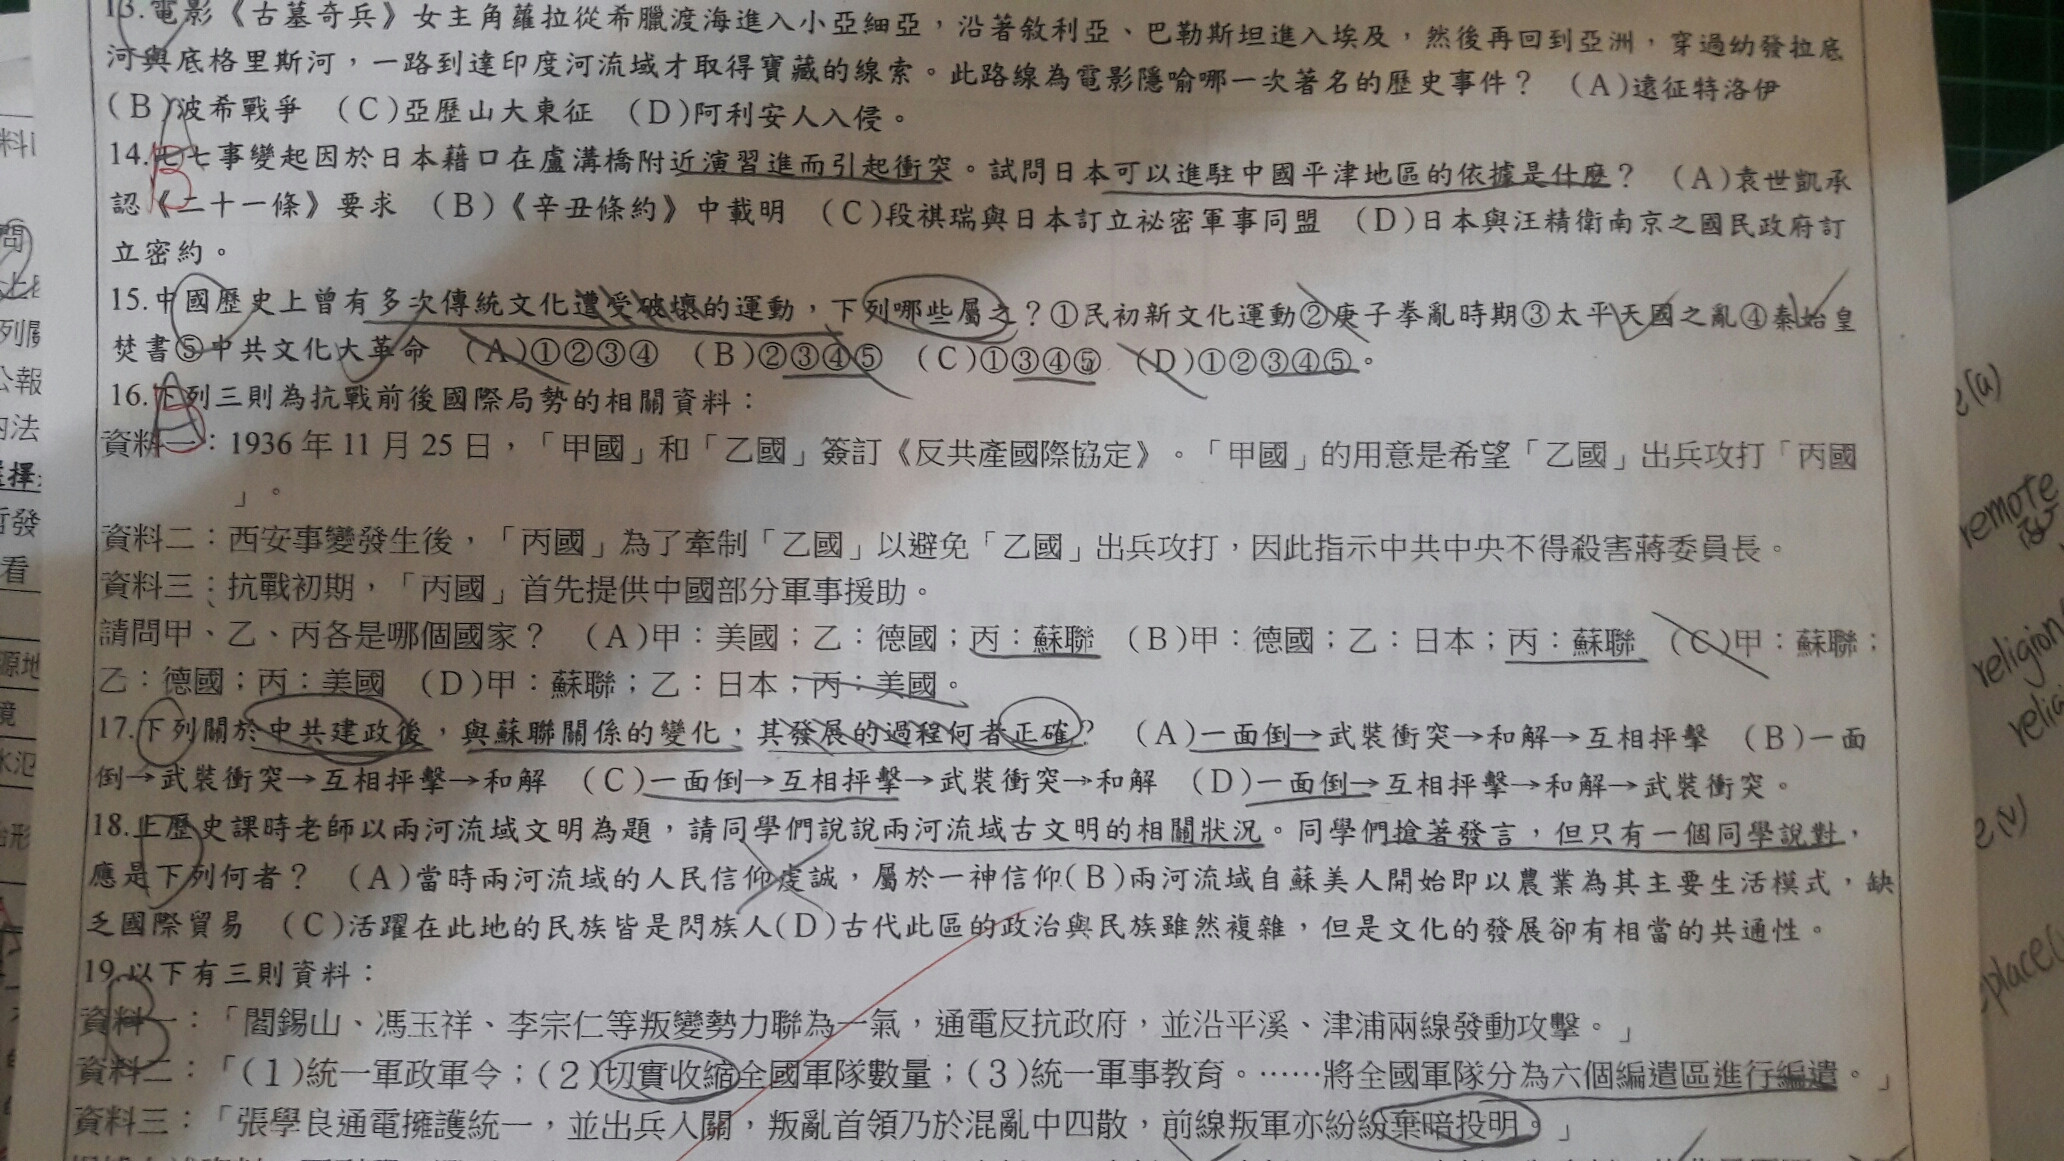 13.電影《古墓奇兵》女主角蘿拉從希臘渡海進入小亞細亞，沿著敘利亞、巴勒斯坦進入埃及，然後再回到亞洲，穿過幼發拉底
河與底格里斯河，一路到達印度河流域才取得寶藏的線索。此路線為電影隱喻哪一次著名的歷史事件？ (A)遠征特洛伊
(B)波希戰爭 (C)亞歷山大東征 (D)阿利安人入侵。
14.七七事變起因於日本藉口在盧溝橋附近演習進而引起衝突。試問日本可以進駐中國平津地區的依據是什麼？ (A)袁世凱承
認《二十一條》要求 (B)《辛丑條約》中載明 (C)段祺瑞與日本訂立祕密軍事同盟 (D)日本與汪精衛南京之國民政府訂
立密約。
15.中國歷史上曾有多次傳統文化遭受破壞的運動，下列哪些屬之？①民初新文化運動②庚子拳亂時期③太平天國之亂④秦始皇
焚書⑤中共文化大革命 (A)①②③④ (B)②③④⑤ (C)①③④⑤ (D)①②③④⑤。
16.下列三則為抗戰前後國際局勢的相關資料：
資料一：1936 年 11 月 25 日，「甲國」和「乙國」簽訂《反共產國際協定》。「甲國」的用意是希望「乙國」出兵攻打「丙國
」。
資料二：西安事變發生後，「丙國」為了牽制「乙國」以避免「乙國」出兵攻打，因此指示中共中央不得殺害蔣委員長。
資料三：抗戰初期，「丙國」首先提供中國部分軍事援助。
請問甲、乙、丙各是哪個國家？ (A)甲：美國；乙：德國；丙：蘇聯 (B)甲：德國；乙：日本；丙：蘇聯 (C)甲：蘇聯；
乙：德國；丙：美國 (D)甲：蘇聯；乙：日本；丙：美國。
17.下列關於中共建政後，與蘇聯關係的變化，其發展的過程何者正確？ (A)一面倒→武裝衝突→和解→互相抨擊 (B)一面
倒→武裝衝突→互相抨擊→和解 (C)一面倒→互相抨擊→武裝衝突→和解 (D)一面倒→互相抨擊→和解→武裝衝突。
18.上歷史課時老師以兩河流域文明為題，請同學們說說兩河流域古文明的相關狀況。同學們搶著發言，但只有一個同學說對，
應是下列何者？ (A)當時兩河流域的人民信仰虔誠，屬於一神信仰(B)兩河流域自蘇美人開始即以農業為其主要生活模式，缺
乏國際貿易 (C)活躍在此地的民族皆是閃族人(D)古代此區的政治與民族雖然複雜，但是文化的發展卻有相當的共通性。
19.以下有三則資料：
資料一：「閻錫山、馮玉祥、李宗仁等叛變勢力聯為一氣，通電反抗政府，並沿平溪、津浦兩線發動攻擊。」
資料二：「(1)統一軍政軍令；(2)切實收縮全國軍隊數量；(3)統一軍事教育。……將全國軍隊分為六個編遣區進行編遣。」
資料三：「張學良通電擁護統一，並出兵入關，叛亂首領乃於混亂中四散，前線叛軍亦紛紛棄暗投明。」
remote
religion